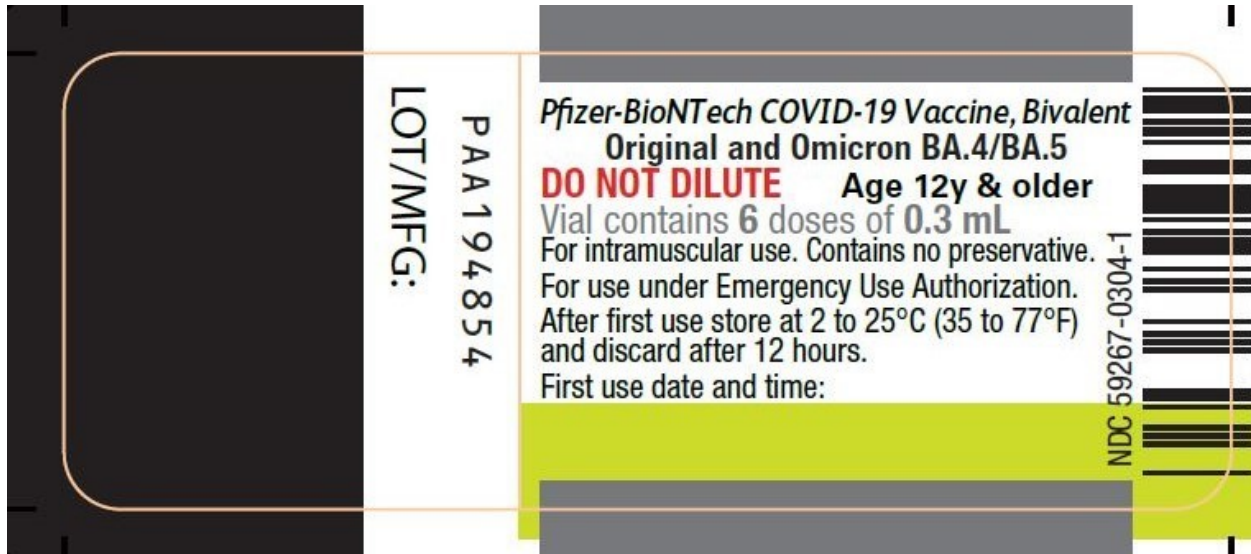 LOT/MFG:
PAA194854
Pfizer-BioNTech COVID-19 Vaccine, Bivalent
Original and Omicron BA.4/BA.5
DO NOT DILUTE Age 12y & older
Vial contains 6 doses of 0.3 mL
For intramuscular use. Contains no preservative.
For use under Emergency Use Authorization.
After first use store at 2 to 25°C (35 to 77°F)
and discard after 12 hours.
First use date and time:
NDC 59267-0304-1